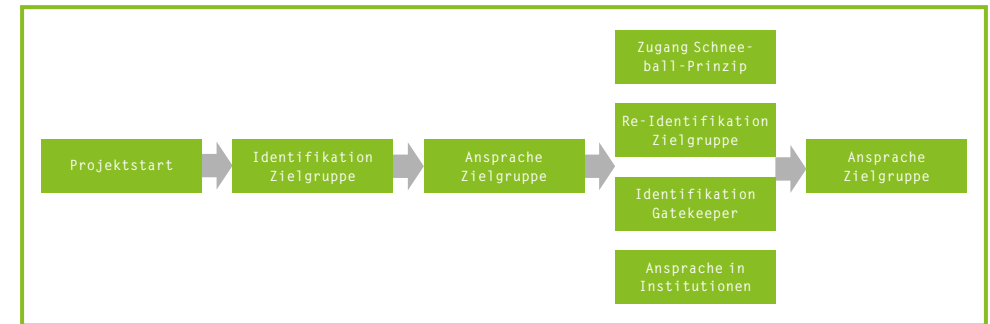 Projektstart
Identifikation
Zielgruppe
Ansprache
Zielgruppe
Zugang Schnee-
ball-Prinzip
Re-Identifikation
Zielgruppe
Identifikation
Gatekeeper
Ansprache in
Institutionen
Ansprache
Zielgruppe